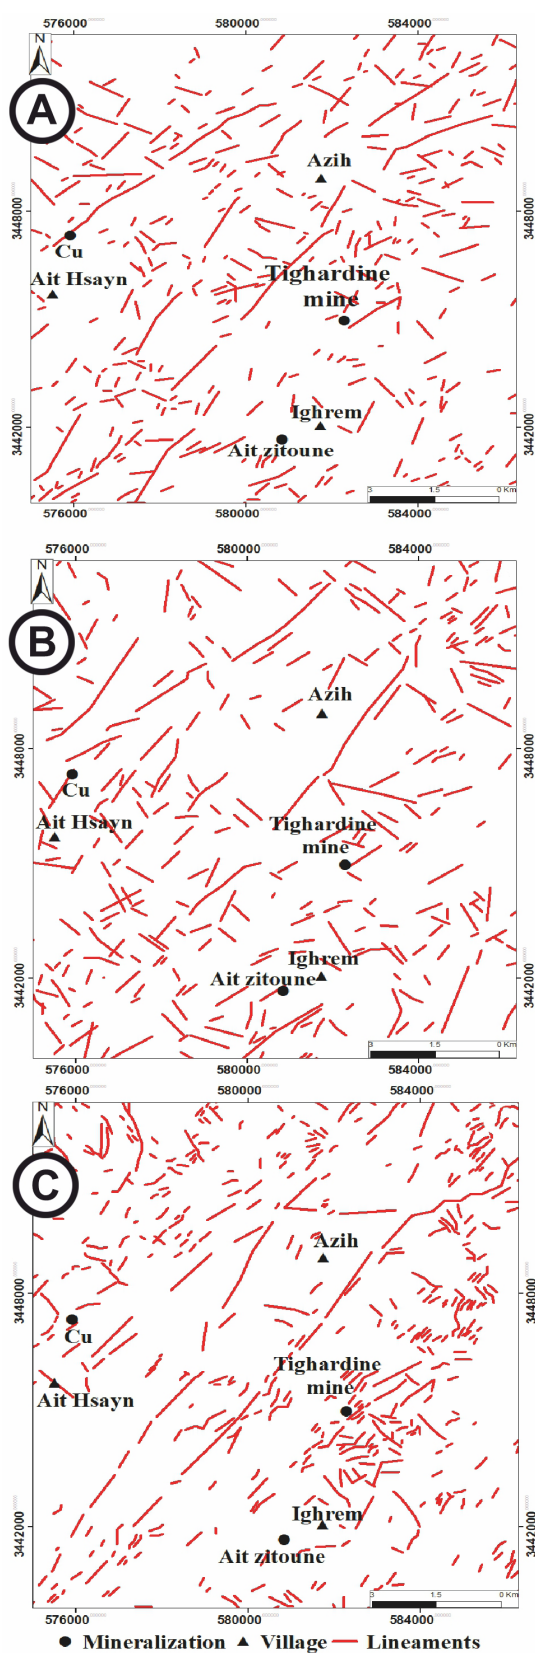 576000 580000 584000
N
A
Azih
3448000 3448000
Cu
Ait Hsayn
Tighardine
mine
Ighrem
3442000 3442000
Ait zitoune
3 1.5 0 Km
576000 580000 584000
576000 580000 584000
N
B
Azih
3448000 3448000
Cu
Ait Hsayn
Tighardine
mine
Ighrem
Ait zitoune
3442000 3442000
3 1.5 0 Km
576000 580000 584000
576000 580000 584000
N
C
Azih
3448000 3448000
Cu
Tighardine
mine
Ait Hsayn
Ighrem
3442000 3442000
Ait zitoune
3 1.5 0 Km
576000 580000 584000
Mineralization Village Lineaments